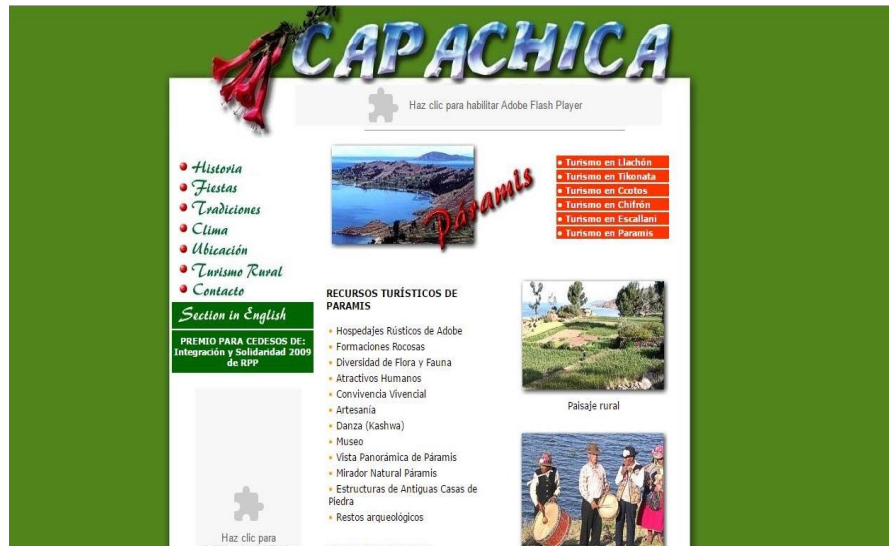 CAPACHICA
Haz clic para habilitar Adobe Flash Player
Historia
Fiestas
Tradiciones
Clima
Ubicación
Turismo Rural
Contacto
Section in English
PREMIO PARA CEDESOS DE:
Integración y Solidaridad 2009
de RPP
Haz clic para
Páramis
• Turismo en Llachón
• Turismo en Tikonata
• Turismo en Ccotos
• Turismo en Chifrón
• Turismo en Escallani
• Turismo en Paramis
RECURSOS TURÍSTICOS DE
PARAMIS
• Hospedajes Rústicos de Adobe
• Formaciones Rocosas
• Diversidad de Flora y Fauna
• Atractivos Humanos
• Convivencia Vivencial
• Artesanía
• Danza (Kashwa)
• Museo
• Vista Panorámica de Páramis
• Mirador Natural Páramis
• Estructuras de Antiguas Casas de
Piedra
• Restos arqueológicos
Paisaje rural